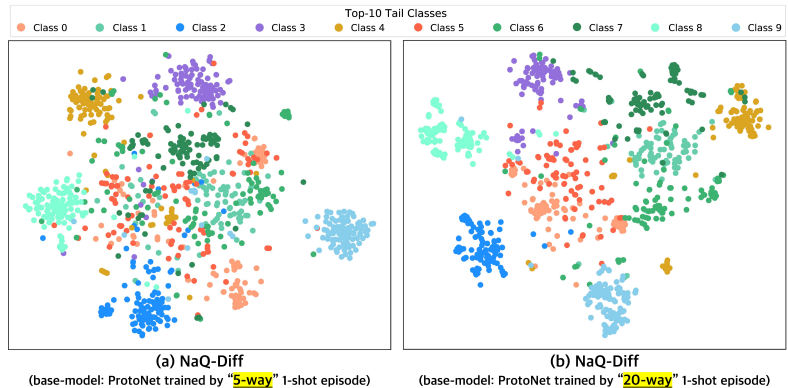 Top-10 Tail Classes
Class 0 Class 1 Class 2 Class 3 Class 4 Class 5 Class 6 Class 7 Class 8 Class 9
(a) NaQ-Diff
(base-model: ProtoNet trained by “5-way” 1-shot episode)
(b) NaQ-Diff
(base-model: ProtoNet trained by “20-way” 1-shot episode)